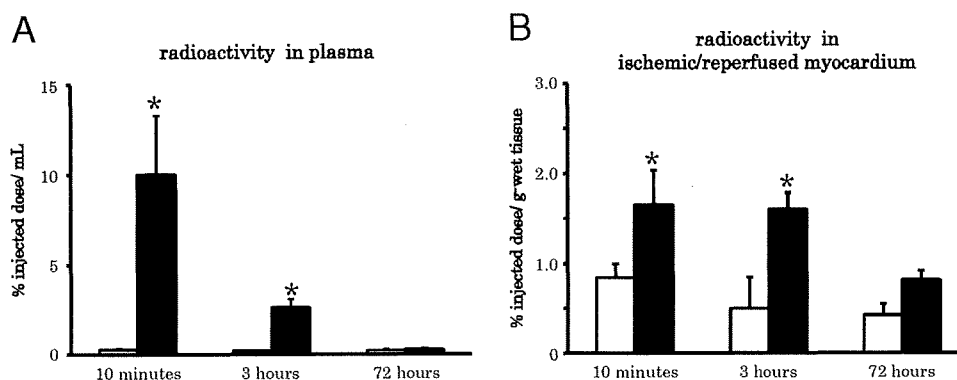 A
radioactivity in plasma
% injected dose/ mL
15
10
5
0
*
*
10 minutes
3 hours
72 hours
B
radioactivity in
ischemic/reperfused myocardium
% injected dose/ g-wet tissue
3.0
2.0
1.0
0
*
*
10 minutes
3 hours
72 hours